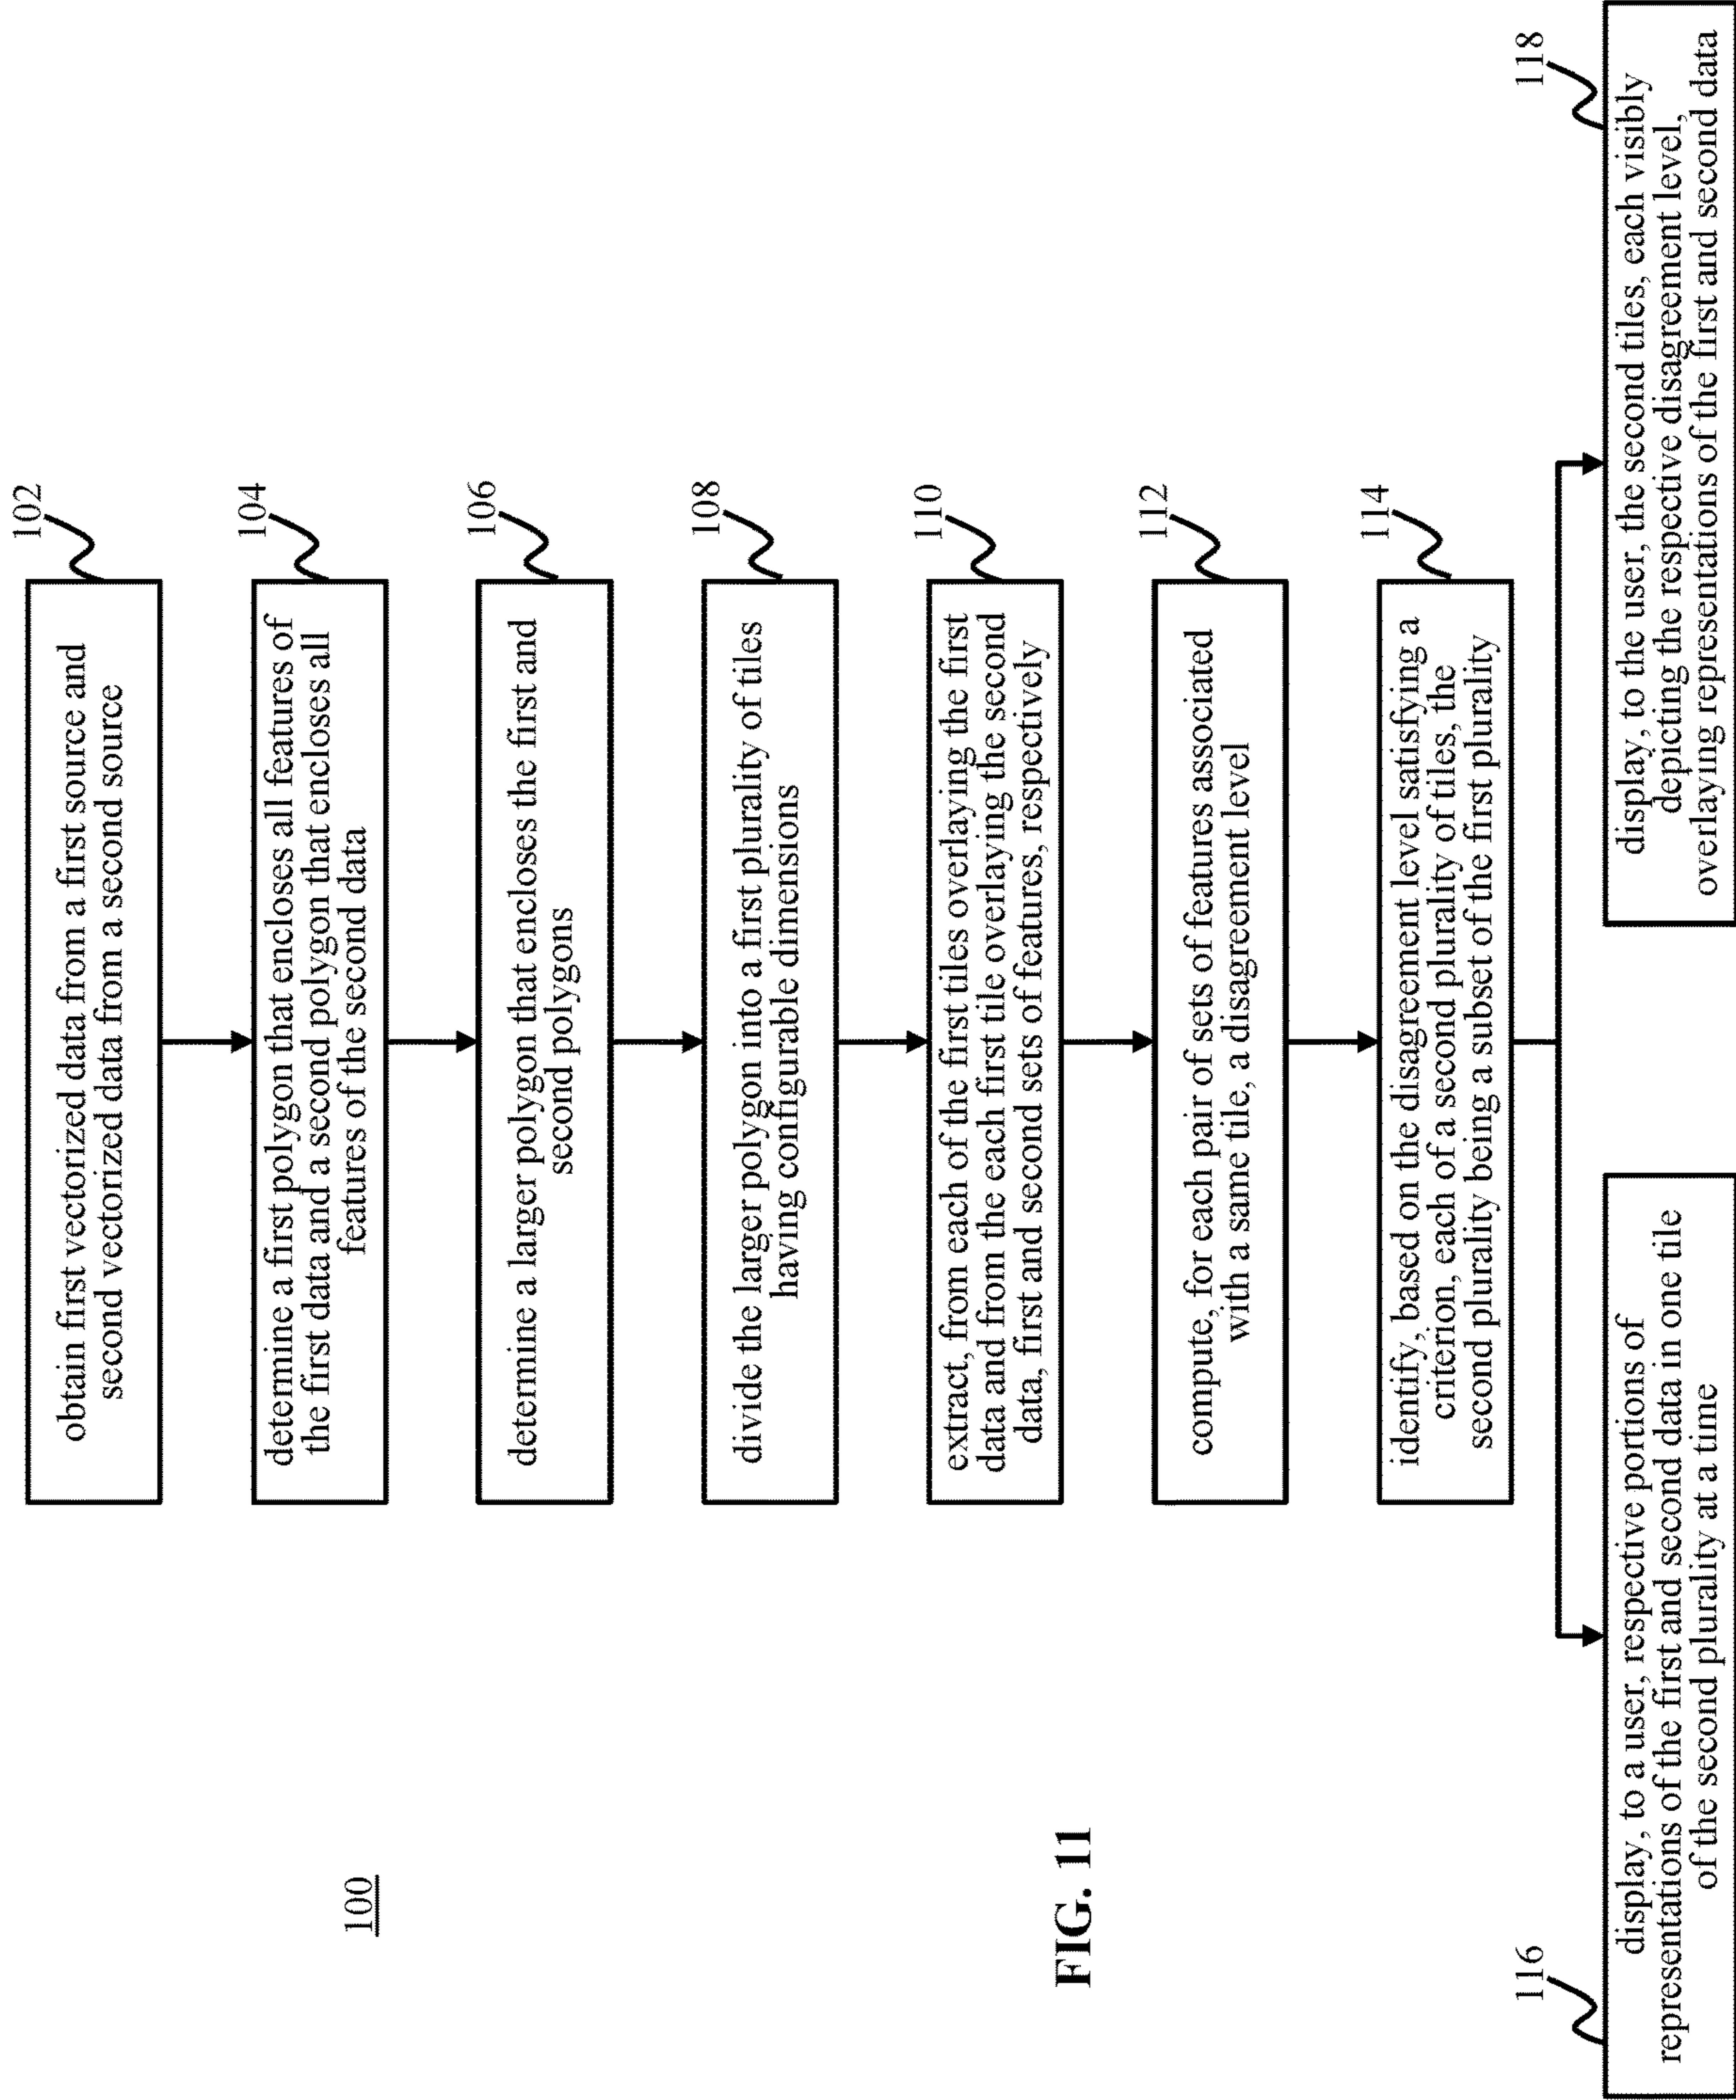 100
102
obtain first vectorized data from a first source and
second vectorized data from a second source
104
determine a first polygon that encloses all features of
the first data and a second polygon that encloses all
features of the second data
106
determine a larger polygon that encloses the first and
second polygons
108
divide the larger polygon into a first plurality of tiles
having configurable dimensions
110
extract, from each of the first tiles overlaying the first
data and from the each first tile overlaying the second
data, first and second sets of features, respectively
112
compute, for each pair of sets of features associated
with a same tile, a disagreement level
114
identify, based on the disagreement level satisfying a
criterion, each of a second plurality of tiles, the
second plurality being a subset of the first plurality
116
display, to a user, respective portions of
representations of the first and second data in one tile
of the second plurality at a time
118
display, to the user, the second tiles, each visibly
depicting the respective disagreement level,
overlaying representations of the first and second data
FIG. 11